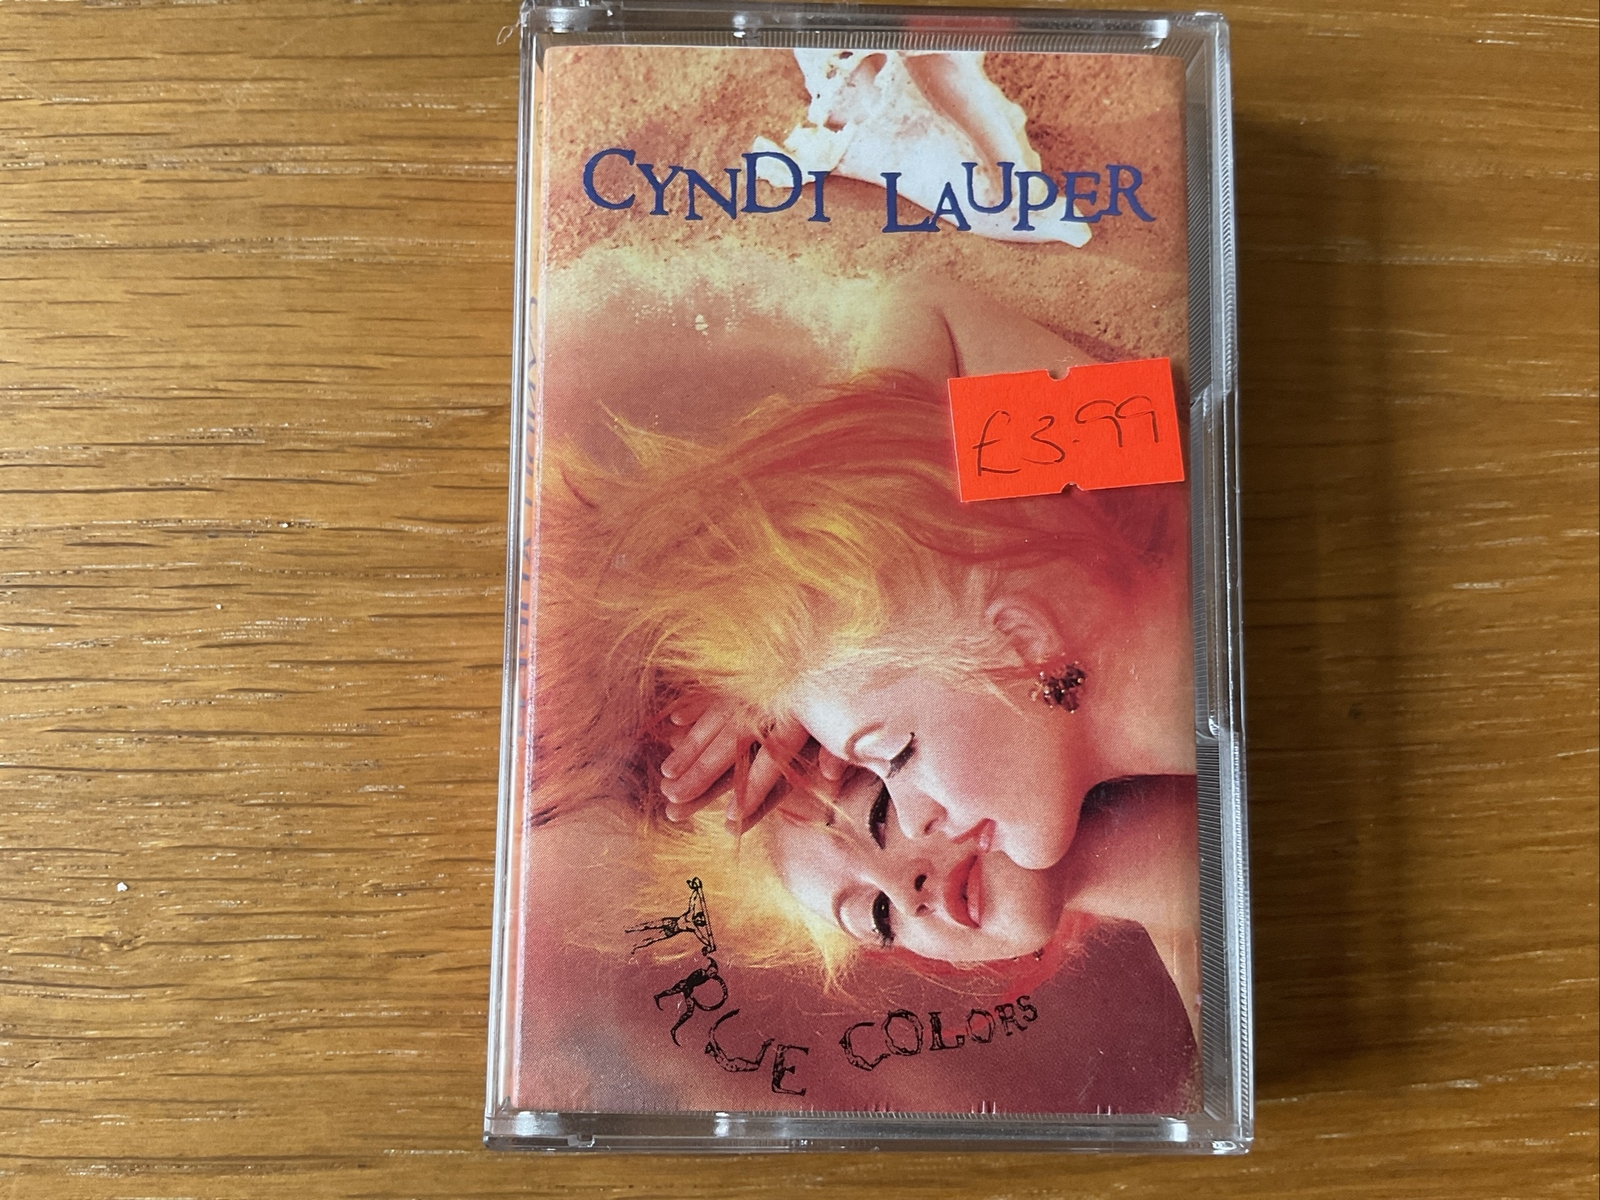 CYNDI LAUPER
£3.99
TRUE COLORS